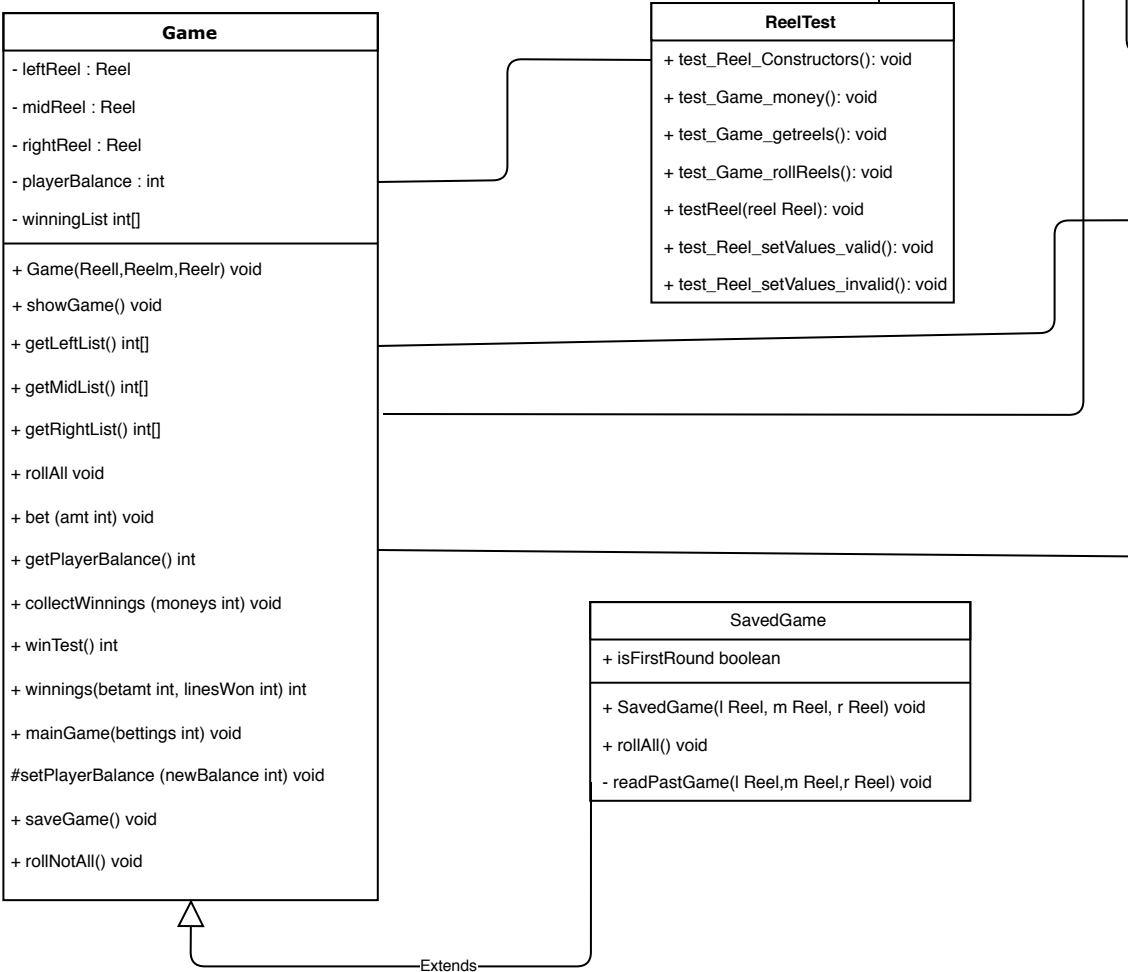 Game
- leftReel : Reel
- midReel : Reel
- rightReel : Reel
- playerBalance : int
- winningList int[]
+ Game(Reell,Reelm,Reelr) void
+ showGame() void
+ getLeftList() int[]
+ getMidList() int[]
+ getRightList() int[]
+ rollAll void
+ bet (amt int) void
+ getPlayerBalance() int
+ collectWinnings (moneys int) void
+ winTest() int
+ winnings(betamt int, linesWon int) int
+ mainGame(bettings int) void
#setPlayerBalance (newBalance int) void
+ saveGame() void
+ rollNotAll() void
ReelTest
+ test_Reel_Constructors(): void
+ test_Game_money(): void
+ test_Game_getreels(): void
+ test_Game_rollReels(): void
+ testReel(reel Reel): void
+ test_Reel_setValues_valid(): void
+ test_Reel_setValues_invalid(): void
SavedGame
+ isFirstRound boolean
+ SavedGame(l Reel, m Reel, r Reel) void
+ rollAll() void
- readPastGame(l Reel,m Reel,r Reel) void
Extends